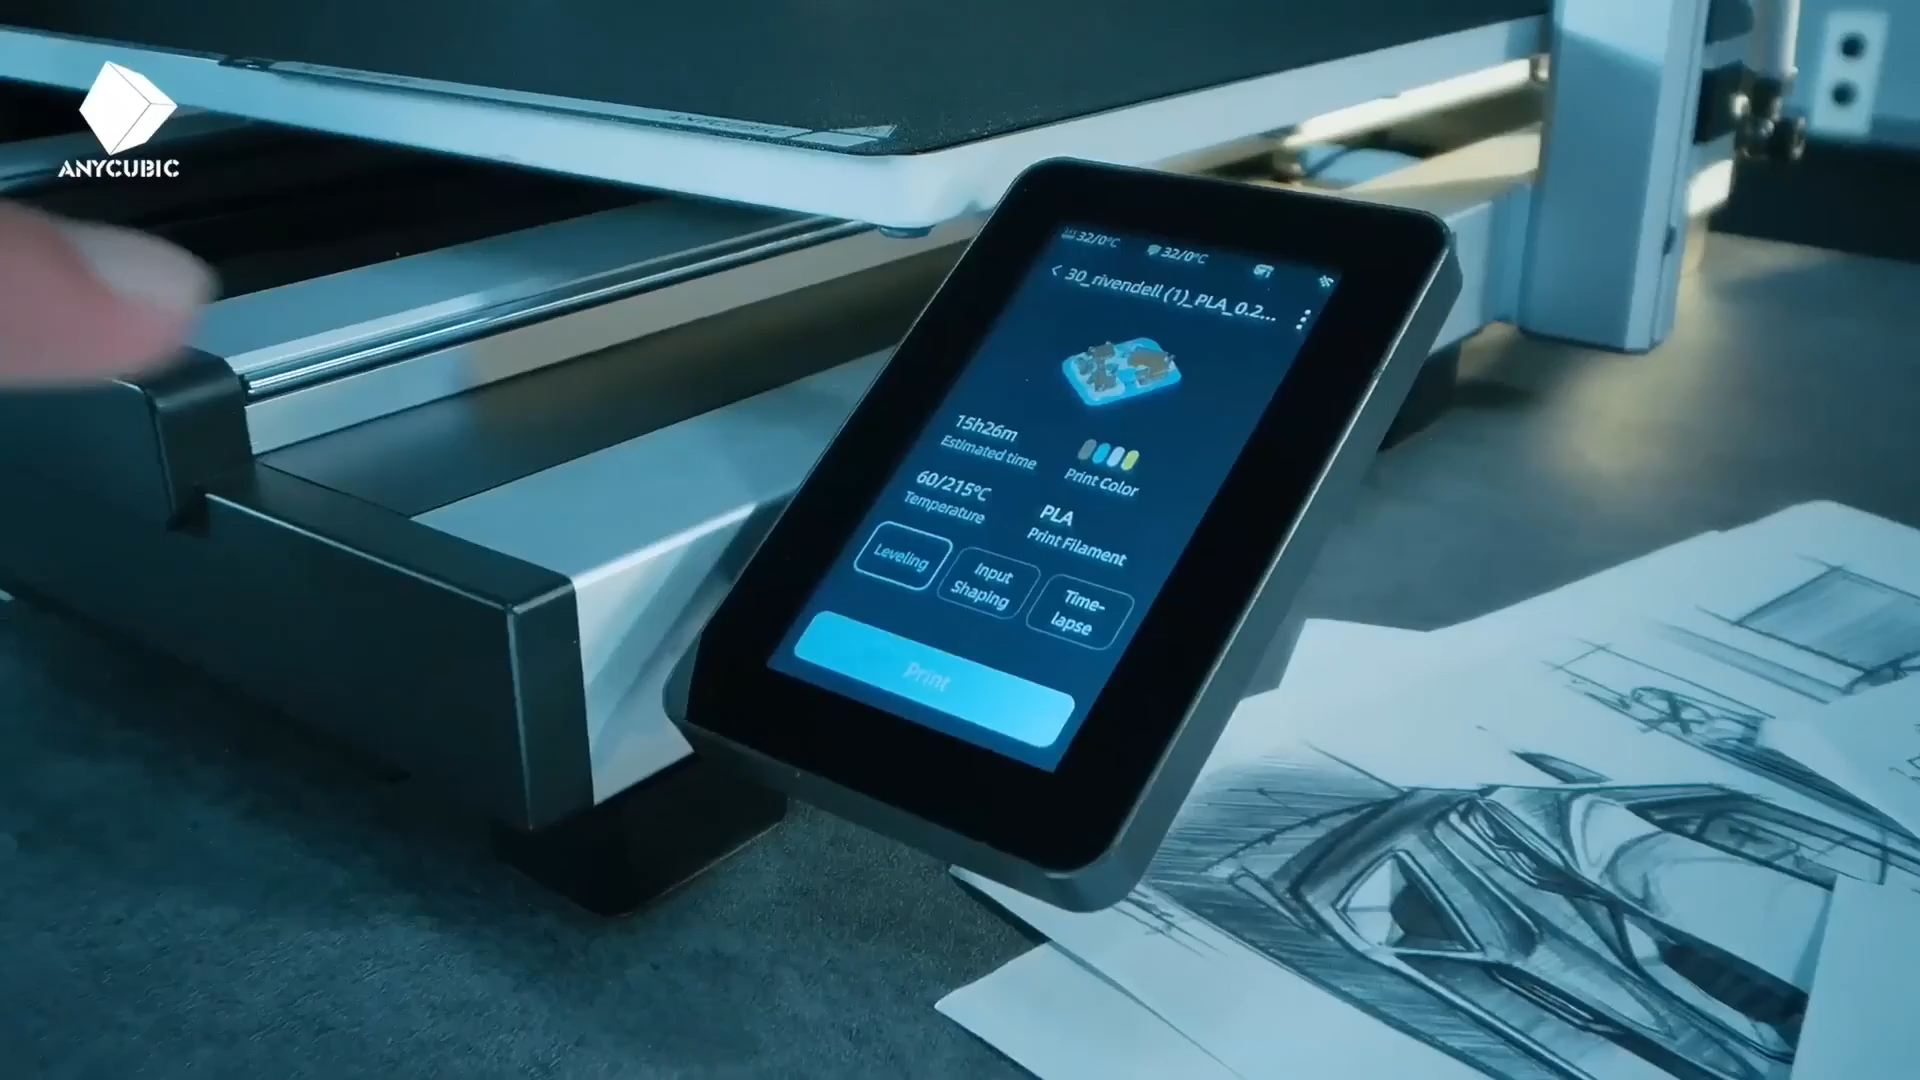 ANYCUBIC
32/0°C 32/0°C
30_rivendell (1)_PLA_0.2...
15h26m
Estimated time
Print Color
60/215°C
Temperature
PLA
Print Filament
Leveling
Input
Shaping
Time-
lapse
Print